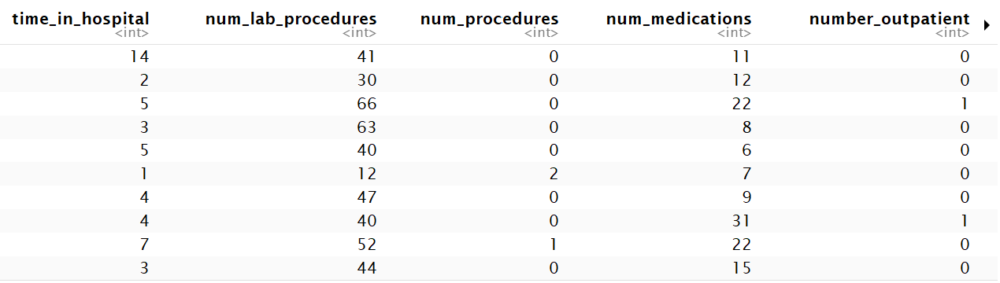 time_in_hospital num_lab_procedures num_procedures num_medications number_outpatient
<int> <int> <int> <int> <int>
14 41 0 11 0
2 30 0 12 0
5 66 0 22 1
3 63 0 8 0
5 40 0 6 0
1 12 2 7 0
4 47 0 9 0
4 40 0 31 1
7 52 1 22 0
3 44 0 15 0